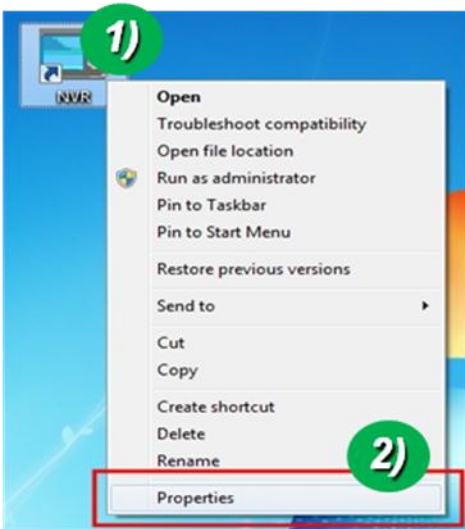 1)
NVR
Open
Troubleshoot compatibility
Open file location
Run as administrator
Pin to Taskbar
Pin to Start Menu
Restore previous versions
Send to
Cut
Copy
Create shortcut
Delete
Rename
2)
Properties